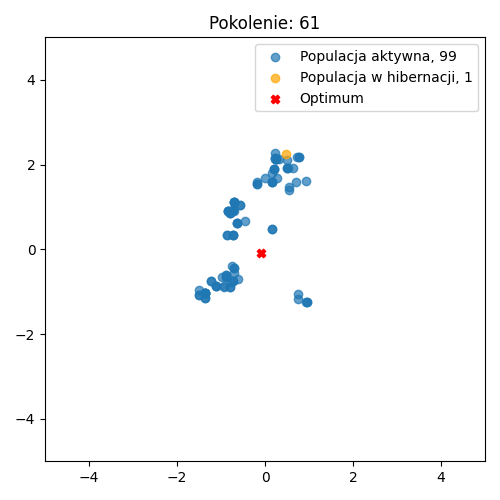 Pokolenie: 61
Populacja aktywna, 99
Populacja w hibernacji, 1
Optimum
4
2
0
−2
−4
−4
−2
0
2
4